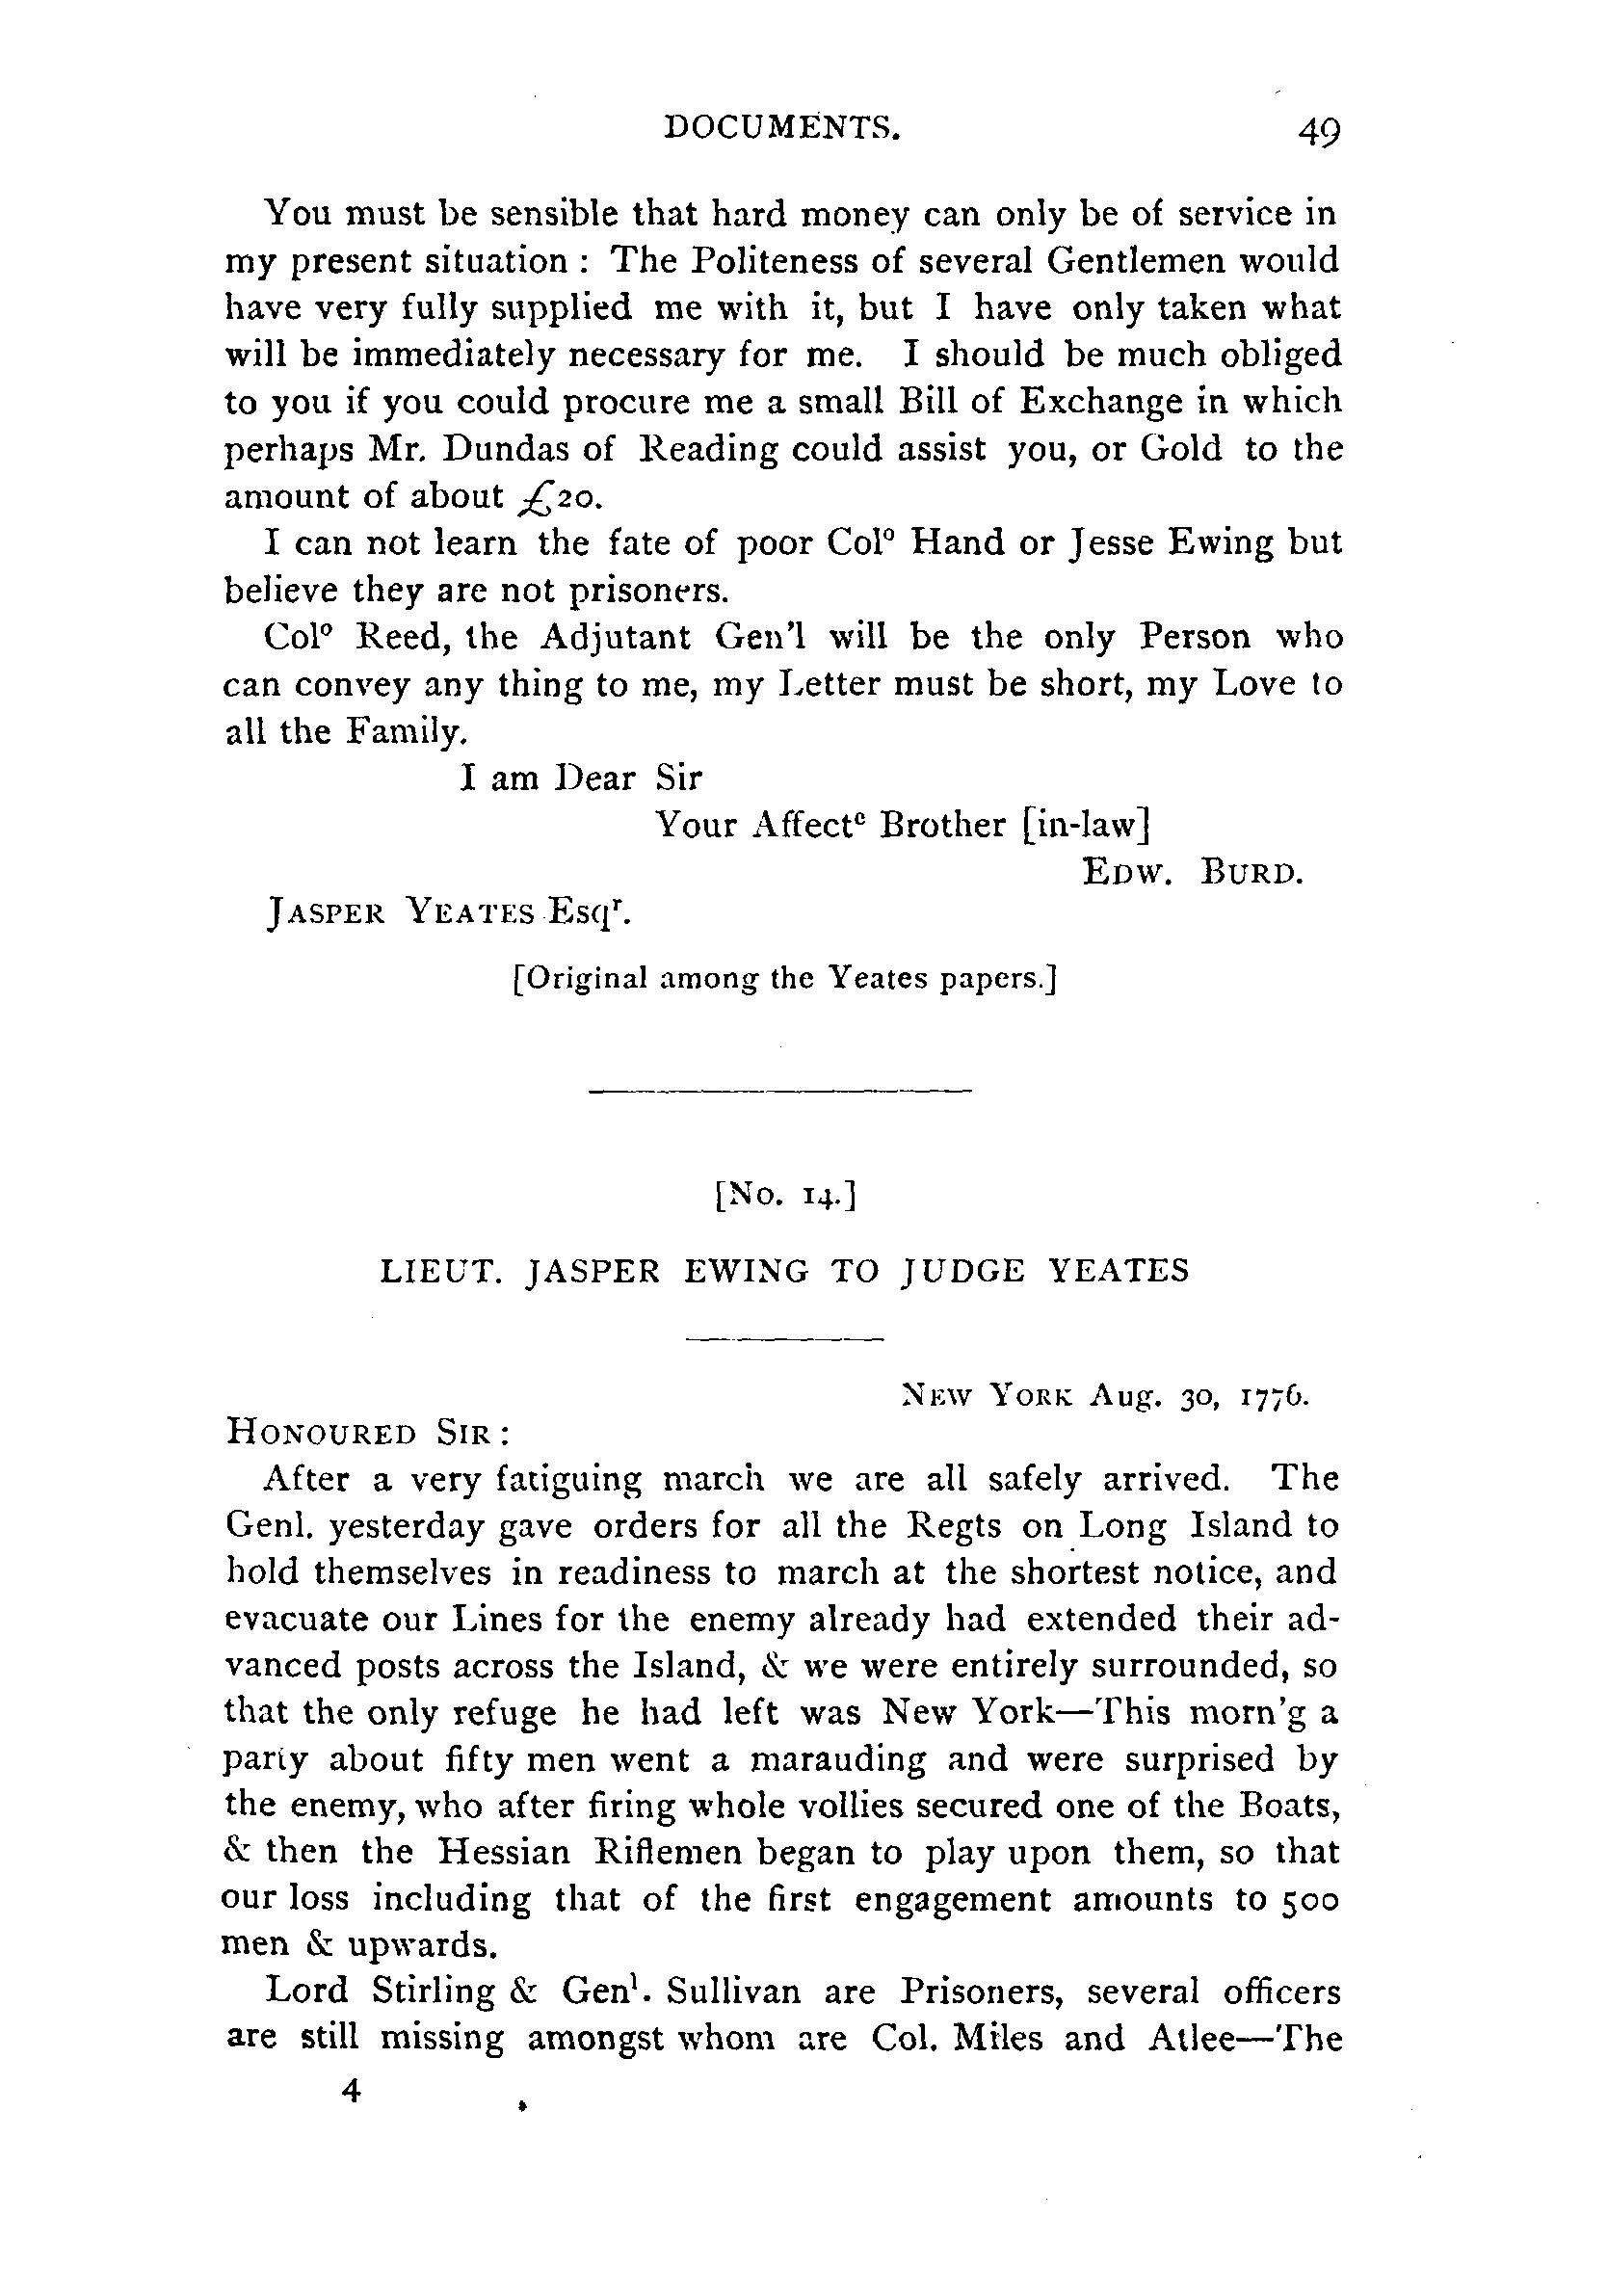 DOCUMENTS. 49
You must be sensible that hard money can only be of service in
my present situation : The Politeness of several Gentlemen would
have very fully supplied me with it, but I have only taken what
will be immediately necessary for me. I should be much obliged
to you if you could procure me a small Bill of Exchange in which
perhaps Mr. Dundas of Reading could assist you, or Gold to the
amount of about £20.
I can not learn the fate of poor Colº Hand or Jesse Ewing but
believe they are not prisoners.
Colº Reed, the Adjutant Gen'l will be the only Person who
can convey any thing to me, my Letter must be short, my Love to
all the Family.
I am Dear Sir
Your Affectᵉ Brother [in-law]
EDW. BURD.
JASPER YEATES Esqʳ.
[Original among the Yeates papers.]
[No. 14.]
LIEUT. JASPER EWING TO JUDGE YEATES
NEW YORK Aug. 30, 1776.
HONOURED SIR :
After a very fatiguing march we are all safely arrived. The
Genl. yesterday gave orders for all the Regts on Long Island to
hold themselves in readiness to march at the shortest notice, and
evacuate our Lines for the enemy already had extended their ad-
vanced posts across the Island, & we were entirely surrounded, so
that the only refuge he had left was New York—This morn'g a
party about fifty men went a marauding and were surprised by
the enemy, who after firing whole vollies secured one of the Boats,
& then the Hessian Riflemen began to play upon them, so that
our loss including that of the first engagement amounts to 500
men & upwards.
Lord Stirling & Genˡ. Sullivan are Prisoners, several officers
are still missing amongst whom are Col. Miles and Atlee—The
4